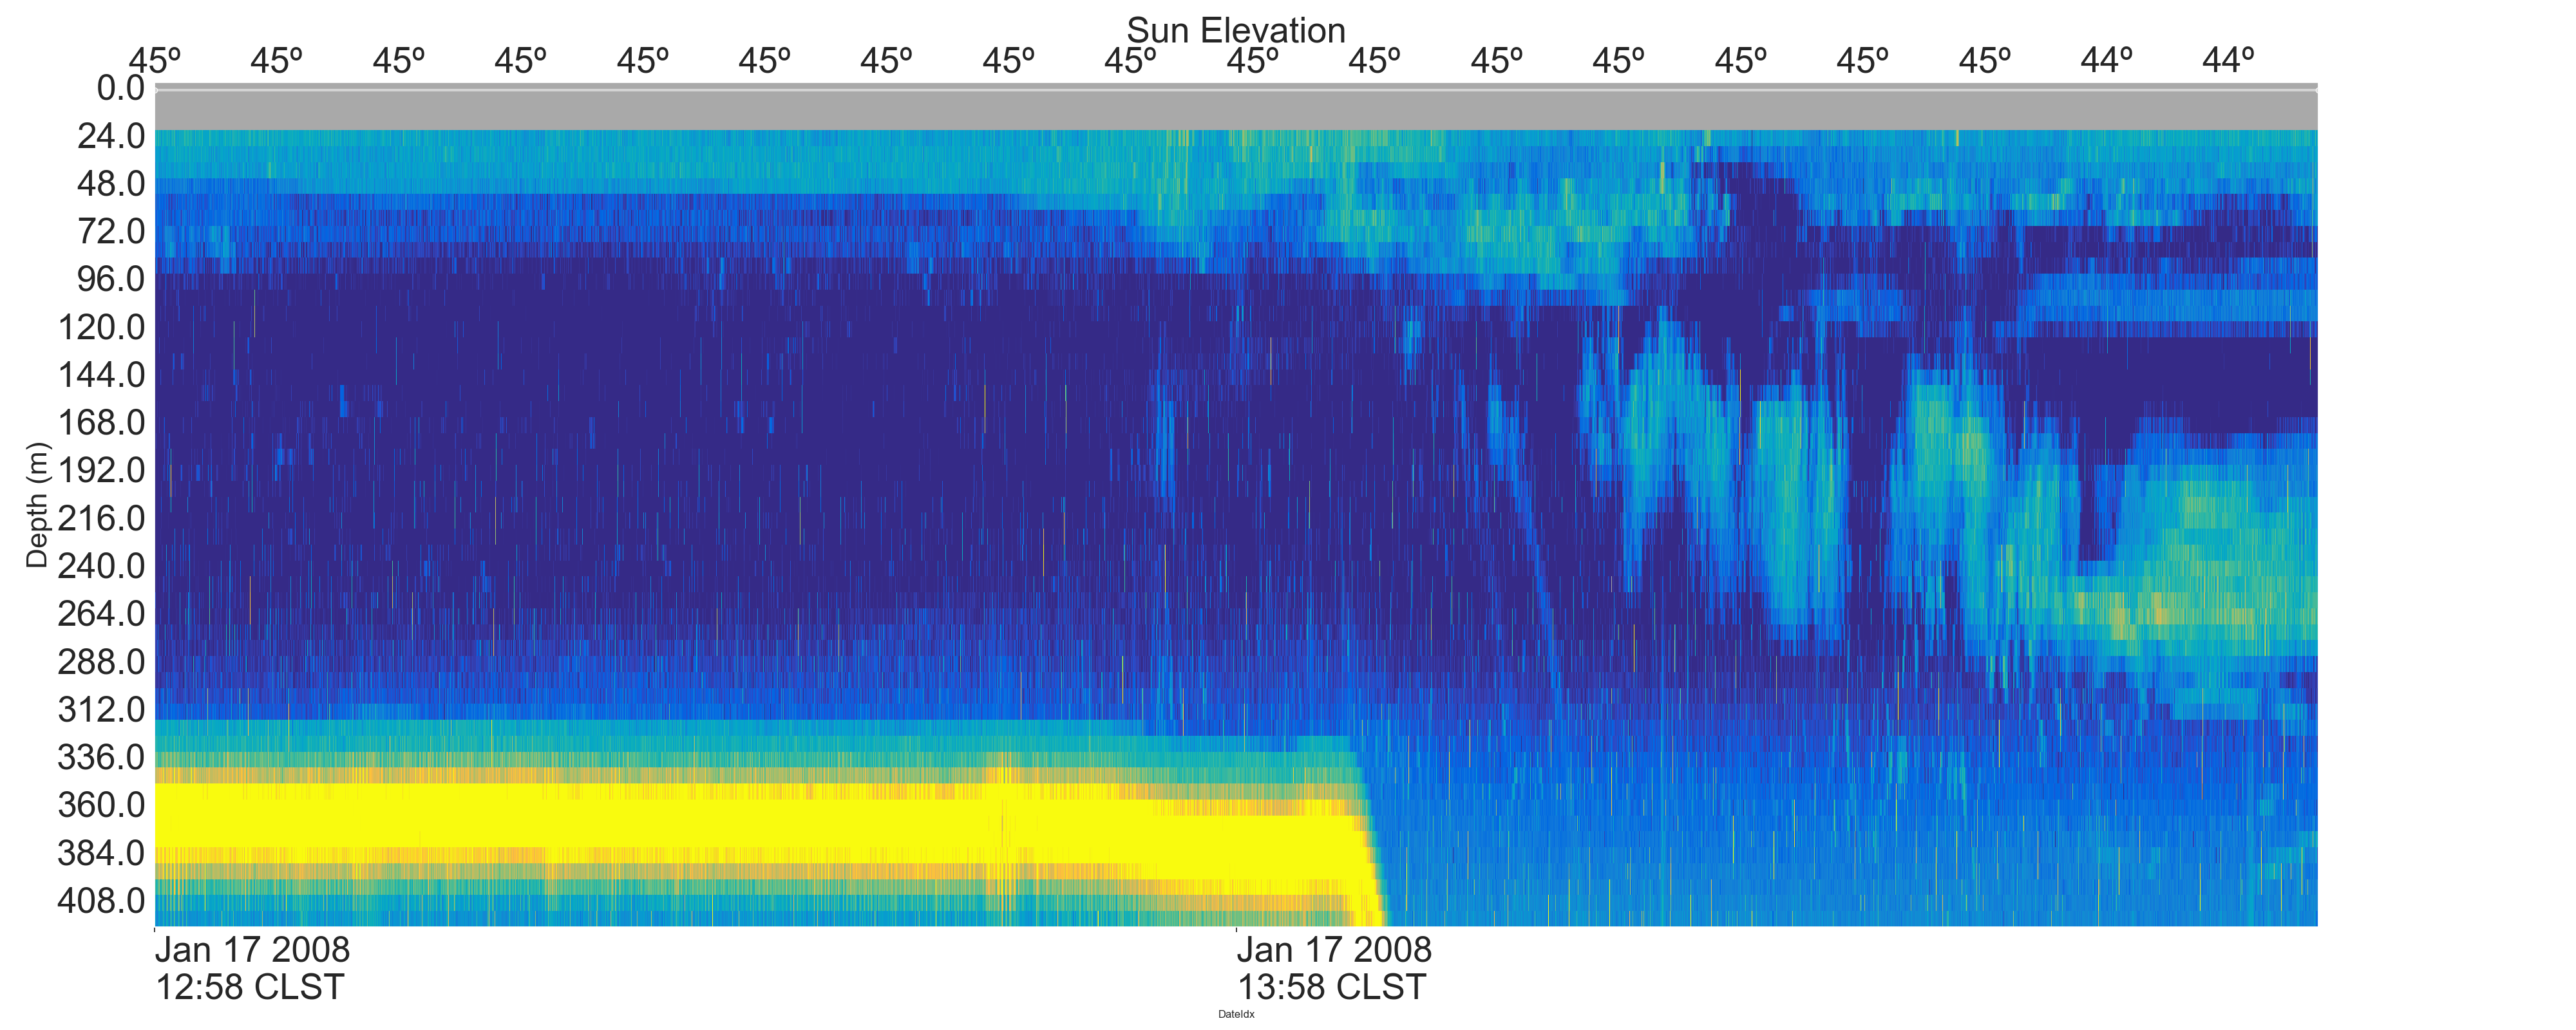 Sun Elevation
45º 45º 45º 45º 45º 45º 45º 45º 45º 45º 45º 45º 45º 45º 45º 45º 44º 44º
0.0
24.0
48.0
72.0
96.0
120.0
144.0
168.0
192.0
216.0
240.0
264.0
288.0
312.0
336.0
360.0
384.0
408.0
Depth (m)
Jan 17 2008
12:58 CLST
Jan 17 2008
13:58 CLST
DateIdx